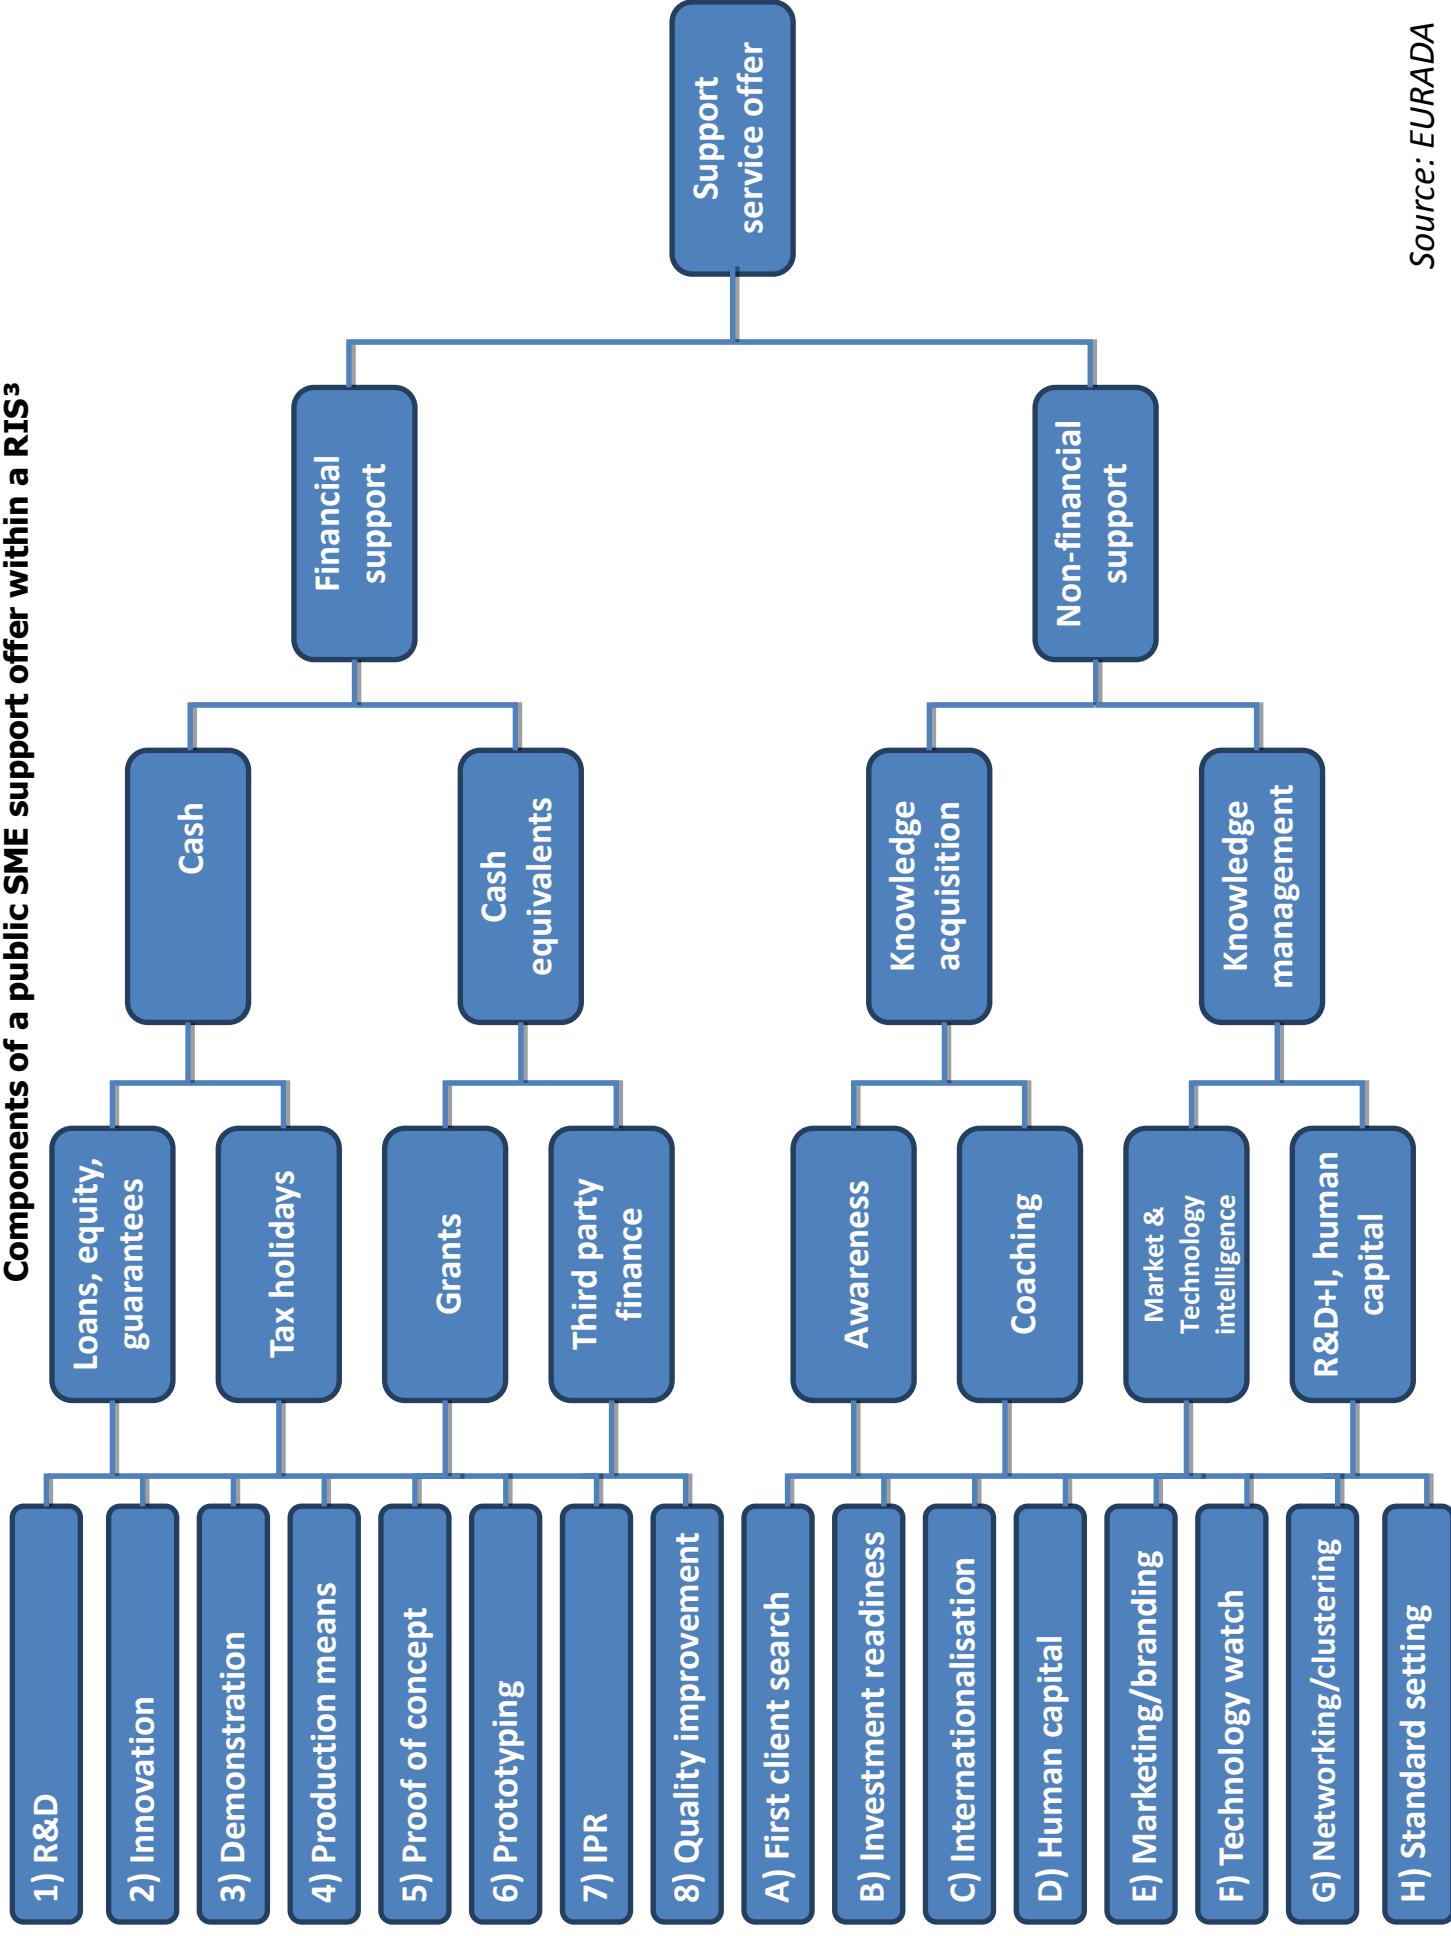 Components of a public SME support offer within a RIS³
Support
service offer
Financial
support
Non-financial
support
Cash
Cash
equivalents
Knowledge
acquisition
Knowledge
management
Loans, equity,
guarantees
Tax holidays
Grants
Third party
finance
Awareness
Coaching
Market &
Technology
intelligence
R&D+I, human
capital
1) R&D
2) Innovation
3) Demonstration
4) Production means
5) Proof of concept
6) Prototyping
7) IPR
8) Quality improvement
A) First client search
B) Investment readiness
C) Internationalisation
D) Human capital
E) Marketing/branding
F) Technology watch
G) Networking/clustering
H) Standard setting
Source: EURADA